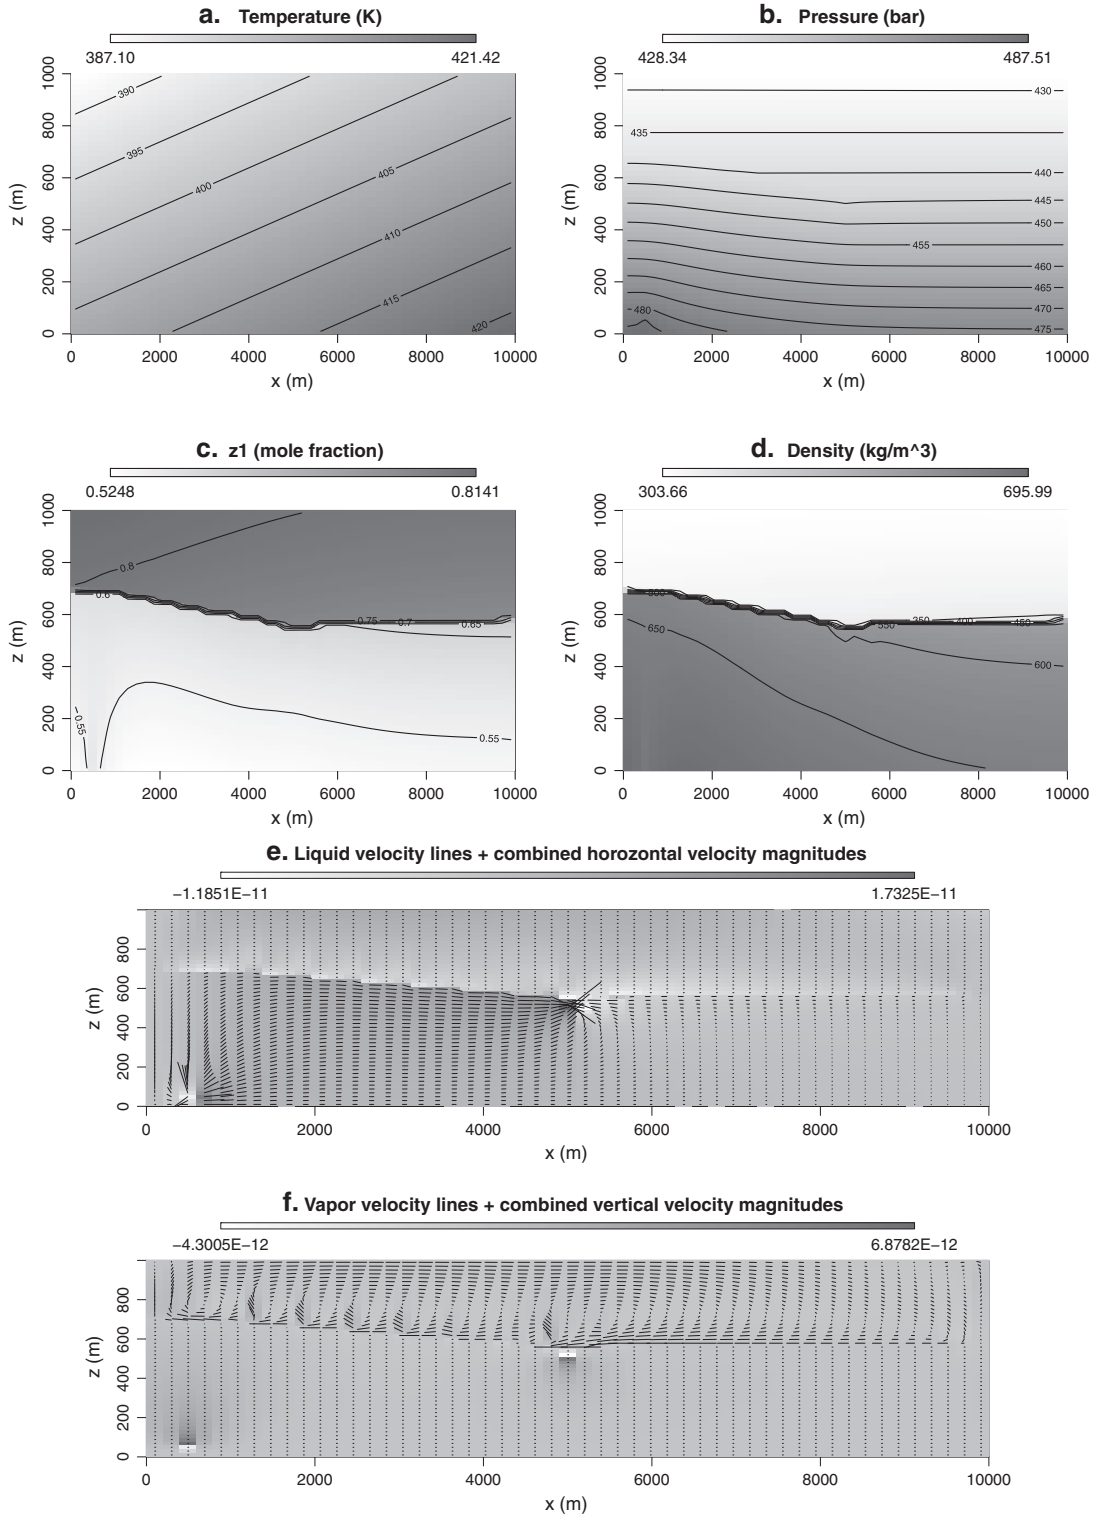 a. Temperature (K)
387.10 421.42
z (m)
0 200 400 600 800 1000
390
395
400
405
410
415
420
0 2000 4000 6000 8000 10000
x (m)
b. Pressure (bar)
428.34 487.51
z (m)
0 200 400 600 800 1000
430
435
440
445
450
455
460
465
470
480
475
0 2000 4000 6000 8000 10000
x (m)
c. z1 (mole fraction)
0.5248 0.8141
z (m)
0 200 400 600 800 1000
0.8
0.6
0.75 0.7 0.65
0.55
0.55
0 2000 4000 6000 8000 10000
x (m)
d. Density (kg/m^3)
303.66 695.99
z (m)
0 200 400 600 800 1000
500
650
550 350 400 450
600
0 2000 4000 6000 8000 10000
x (m)
e. Liquid velocity lines + combined horozontal velocity magnitudes
−1.1851E−11 1.7325E−11
z (m)
0 200 400 600 800
0 2000 4000 6000 8000 10000
x (m)
f. Vapor velocity lines + combined vertical velocity magnitudes
−4.3005E−12 6.8782E−12
z (m)
0 200 400 600 800
0 2000 4000 6000 8000 10000
x (m)